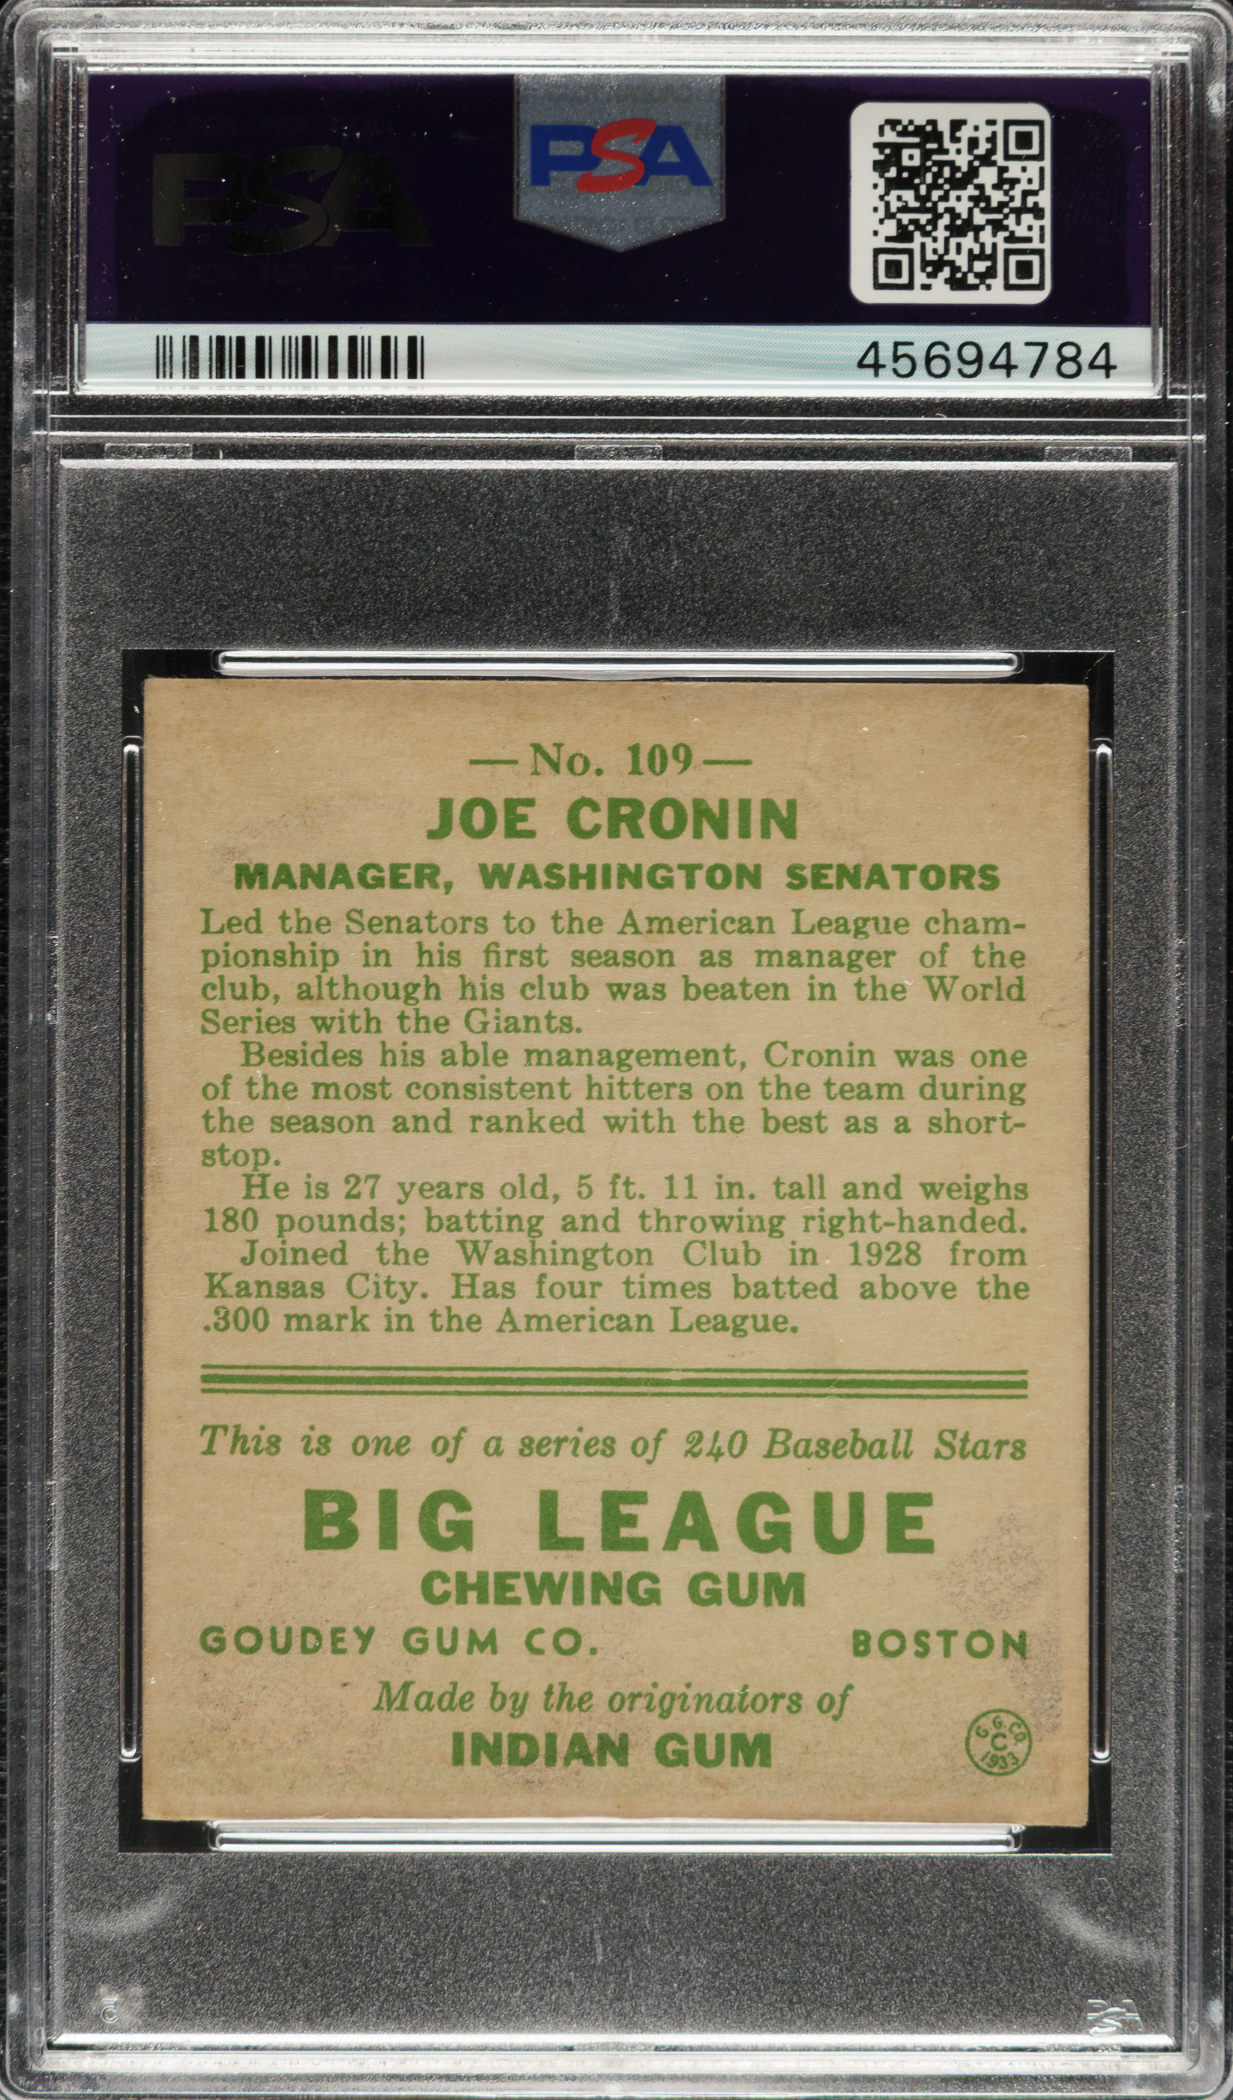 PSA
PSA
45694784
— No. 109 —
JOE CRONIN
MANAGER, WASHINGTON SENATORS
Led the Senators to the American League cham-
pionship in his first season as manager of the
club, although his club was beaten in the World
Series with the Giants.
Besides his able management, Cronin was one
of the most consistent hitters on the team during
the season and ranked with the best as a short-
stop.
He is 27 years old, 5 ft. 11 in. tall and weighs
180 pounds; batting and throwing right-handed.
Joined the Washington Club in 1928 from
Kansas City. Has four times batted above the
.300 mark in the American League.
This is one of a series of 240 Baseball Stars
BIG LEAGUE
CHEWING GUM
GOUDEY GUM CO. BOSTON
Made by the originators of
INDIAN GUM
G. G. CO.
C
1933
PSA